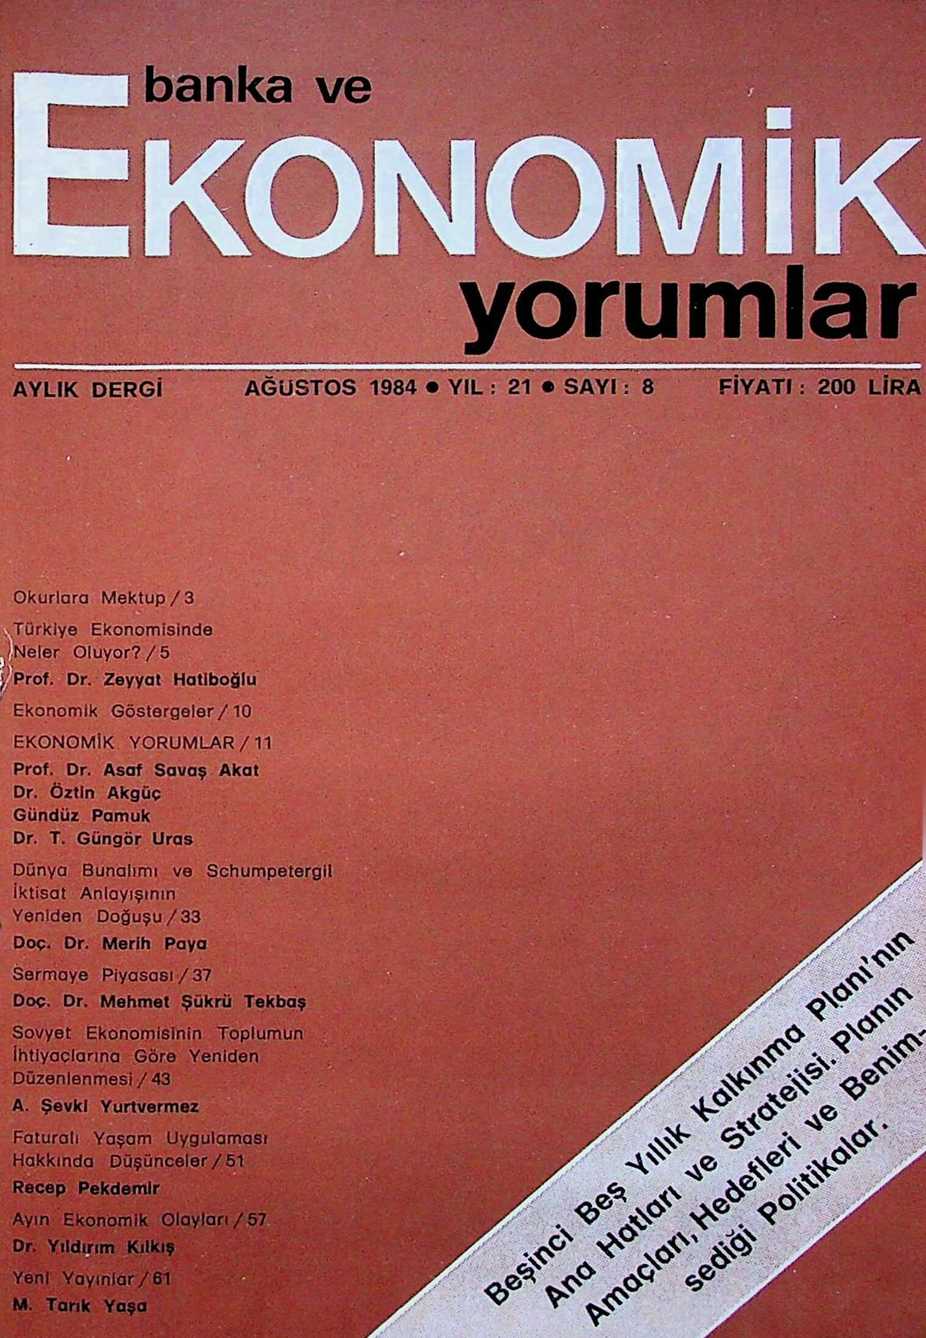 banka ve
EKONOMİK
yorumlar
AYLIK DERGİ AĞUSTOS 1984 ● YIL : 21 ● SAYI : 8 FİYATI : 200 LİRA
Okurlara Mektup / 3
Türkiye Ekonomisinde
Neler Oluyor? / 5
Prof. Dr. Zeyyat Hatiboğlu
Ekonomik Göstergeler / 10
EKONOMİK YORUMLAR / 11
Prof. Dr. Asaf Savaş Akat
Dr. Öztin Akgüç
Gündüz Pamuk
Dr. T. Güngör Uras
Dünya Bunalımı ve Schumpetergil
İktisat Anlayışının
Yeniden Doğuşu / 33
Doç. Dr. Merih Paya
Sermaye Piyasası / 37
Doç. Dr. Mehmet Şükrü Tekbaş
Sovyet Ekonomisinin Toplumun
İhtiyaçlarına Göre Yeniden
Düzenlenmesi / 43
A. Şevki Yurtvermez
Faturalı Yaşam Uygulaması
Hakkında Düşünceler / 51
Recep Pekdemir
Ayın Ekonomik Olayları / 57
Dr. Yıldırım Kılkış
Yeni Yayınlar / 61
M. Tarık Yaşa
Beşinci Beş Yıllık Kalkınma Planı'nın
Ana Hatları ve Stratejisi. Planın
Amaçları, Hedefleri ve Benim-
sediği Politikalar.